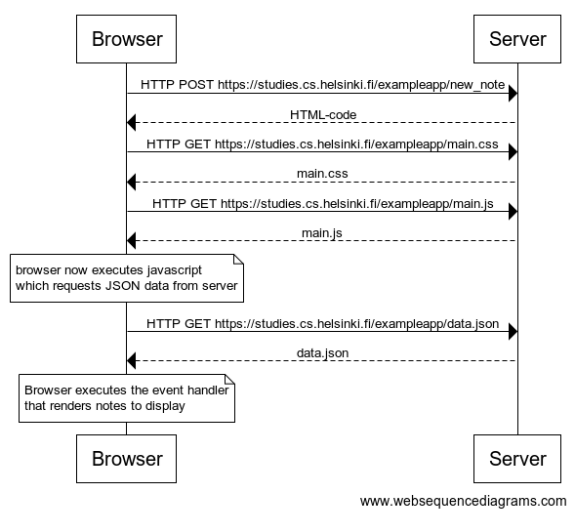 Browser
Server
HTTP POST https://studies.cs.helsinki.fi/exampleapp/new_note
HTML-code
HTTP GET https://studies.cs.helsinki.fi/exampleapp/main.css
main.css
HTTP GET https://studies.cs.helsinki.fi/exampleapp/main.js
main.js
browser now executes javascript
which requests JSON data from server
HTTP GET https://studies.cs.helsinki.fi/exampleapp/data.json
data.json
Browser executes the event handler
that renders notes to display
Browser
Server
www.websequencediagrams.com